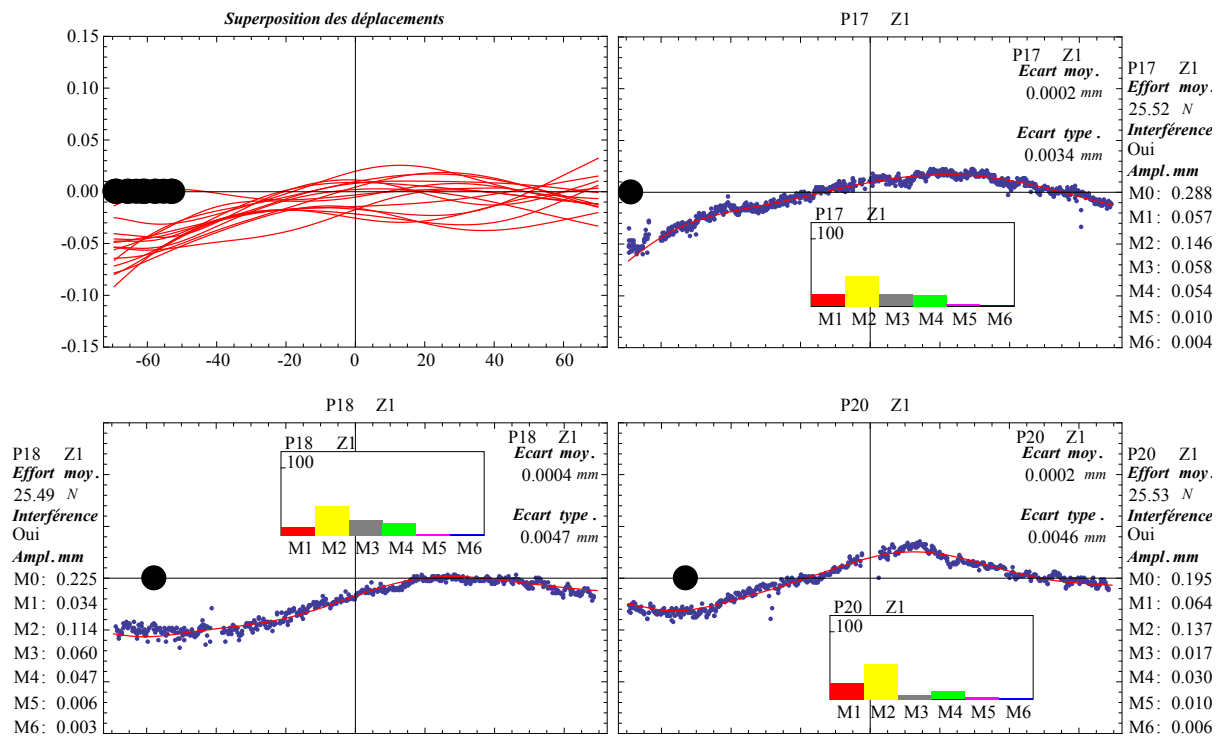 Superposition des déplacements
0.15
0.10
0.05
0.00
-0.05
-0.10
-0.15
-60
-40
-20
0
20
40
60
P17 Z1
P17 Z1
Ecart moy.
0.0002 mm
Ecart type.
0.0034 mm
P17 Z1
100
M1 M2 M3 M4 M5 M6
P17 Z1
Effort moy.
25.52 N
Interférence
Oui
Ampl.mm
M0: 0.288
M1: 0.057
M2: 0.146
M3: 0.058
M4: 0.054
M5: 0.010
M6: 0.004
P18 Z1
P18 Z1
Effort moy.
25.49 N
Interférence
Oui
Ampl.mm
M0: 0.225
M1: 0.034
M2: 0.114
M3: 0.060
M4: 0.047
M5: 0.006
M6: 0.003
P18 Z1
100
M1 M2 M3 M4 M5 M6
P18 Z1
Ecart moy.
0.0004 mm
Ecart type.
0.0047 mm
P20 Z1
P20 Z1
Ecart moy.
0.0002 mm
Ecart type.
0.0046 mm
P20 Z1
100
M1 M2 M3 M4 M5 M6
P20 Z1
Effort moy.
25.53 N
Interférence
Oui
Ampl.mm
M0: 0.195
M1: 0.064
M2: 0.137
M3: 0.017
M4: 0.030
M5: 0.010
M6: 0.006